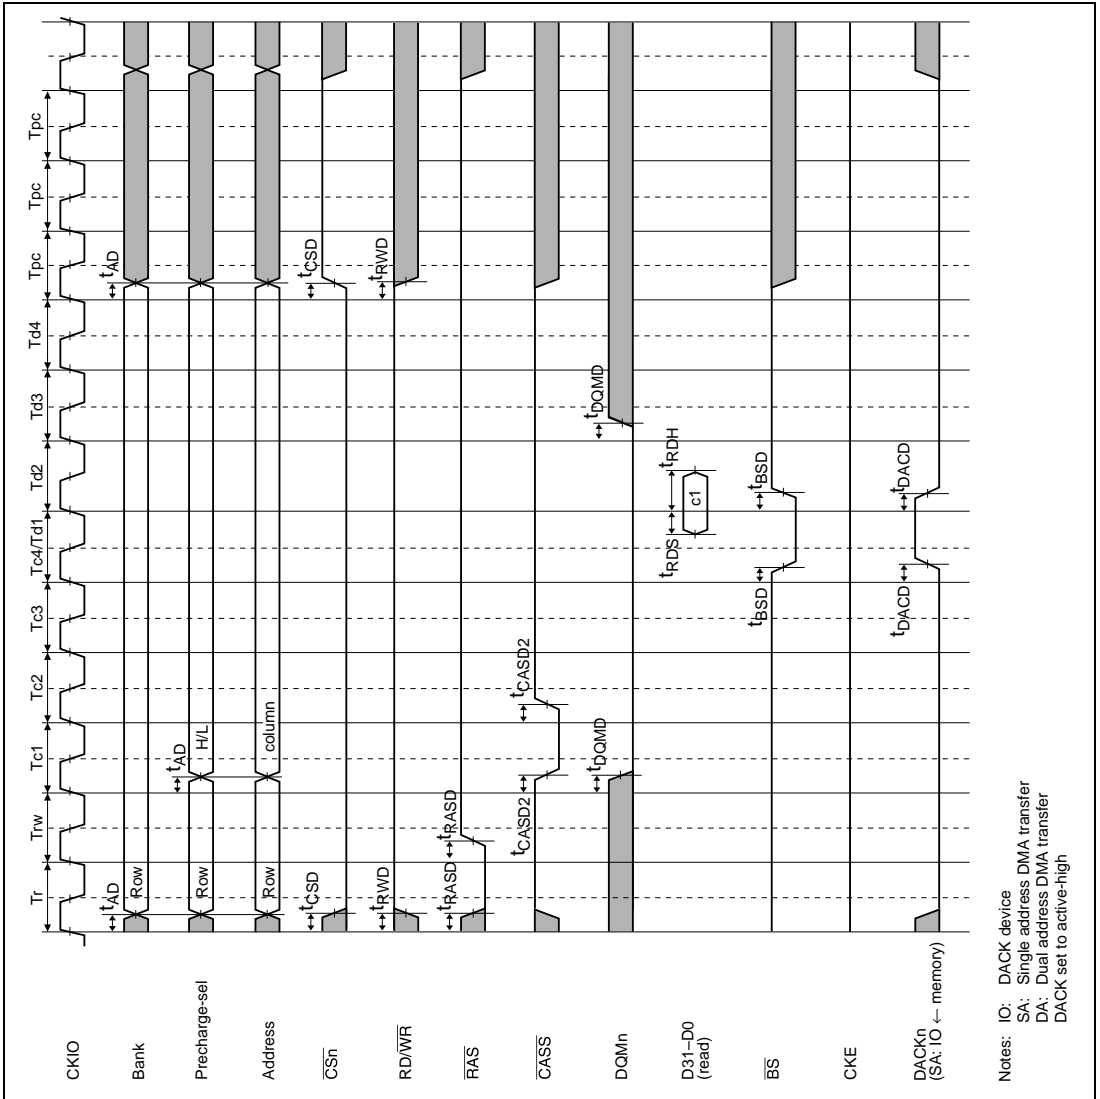 Tr Trw Tc1 Tc2 Tc3 Tc4/Td1 Td2 Td3 Td4 Tpc Tpc Tpc
CKIO
Bank
tAD
Row
tAD
Precharge-sel
Row
tAD
H/L
Address
Row
column
CSn
tCSD
tCSD
RD/WR
tRWD
tRWD
RAS
tRASD
tRASD
CASS
tCASD2
tCASD2
DQMn
tDQMD
tDQMD
D31–D0
(read)
tRDS
tRDH
c1
BS
tBSD
tBSD
CKE
DACKn
(SA: IO ← memory)
tDACD
tDACD
Notes: IO: DACK device
SA: Single address DMA transfer
DA: Dual address DMA transfer
DACK set to active-high